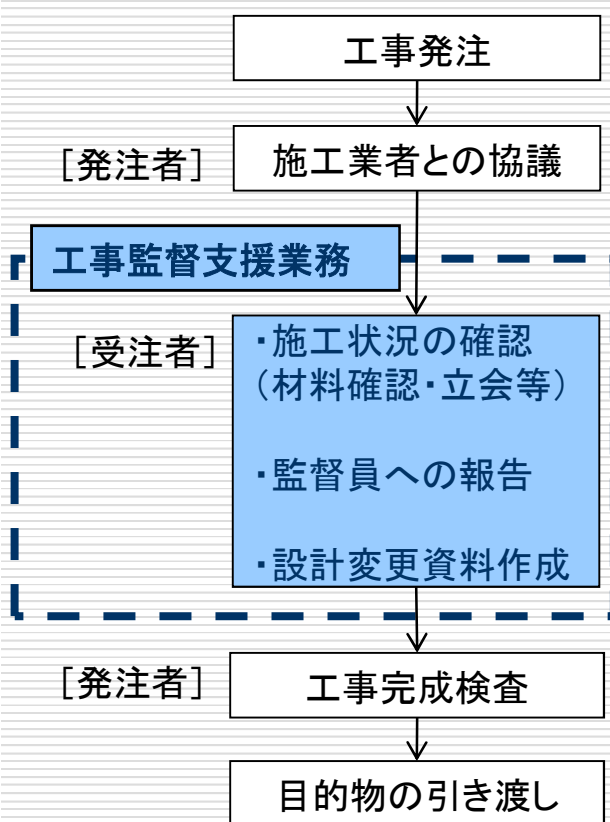 工事発注
［発注者］
施工業者との協議
工事監督支援業務
［受注者］
・施工状況の確認
（材料確認・立会等）
・監督員への報告
・設計変更資料作成
［発注者］
工事完成検査
目的物の引き渡し